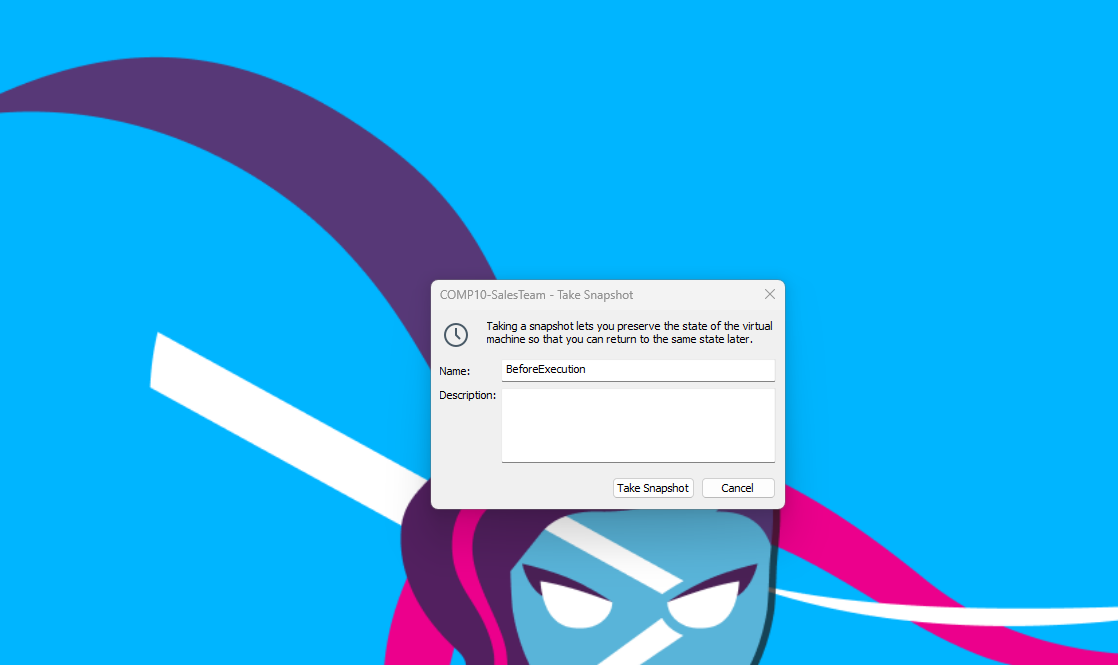 COMP10-SalesTeam - Take Snapshot
Taking a snapshot lets you preserve the state of the virtual
machine so that you can return to the same state later.
Name: BeforeExecution
Description:
Take Snapshot Cancel